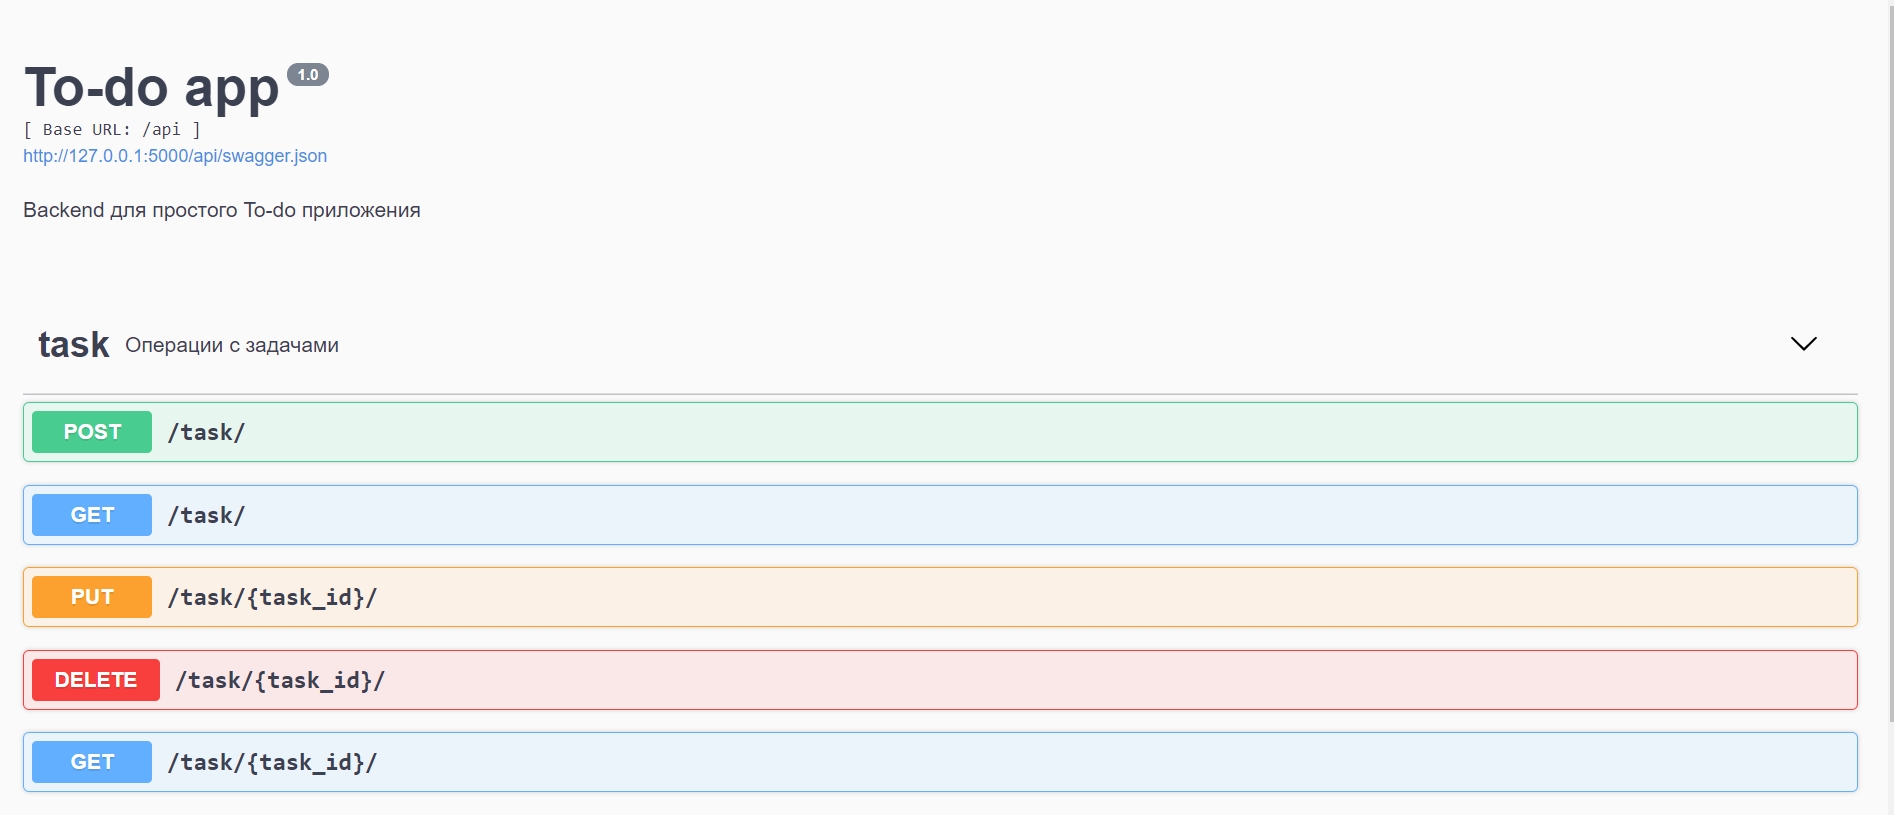 To-do app 1.0
[ Base URL: /api ]
http://127.0.0.1:5000/api/swagger.json
Backend для простого To-do приложения
task Операции с задачами
POST /task/
GET /task/
PUT /task/{task_id}/
DELETE /task/{task_id}/
GET /task/{task_id}/